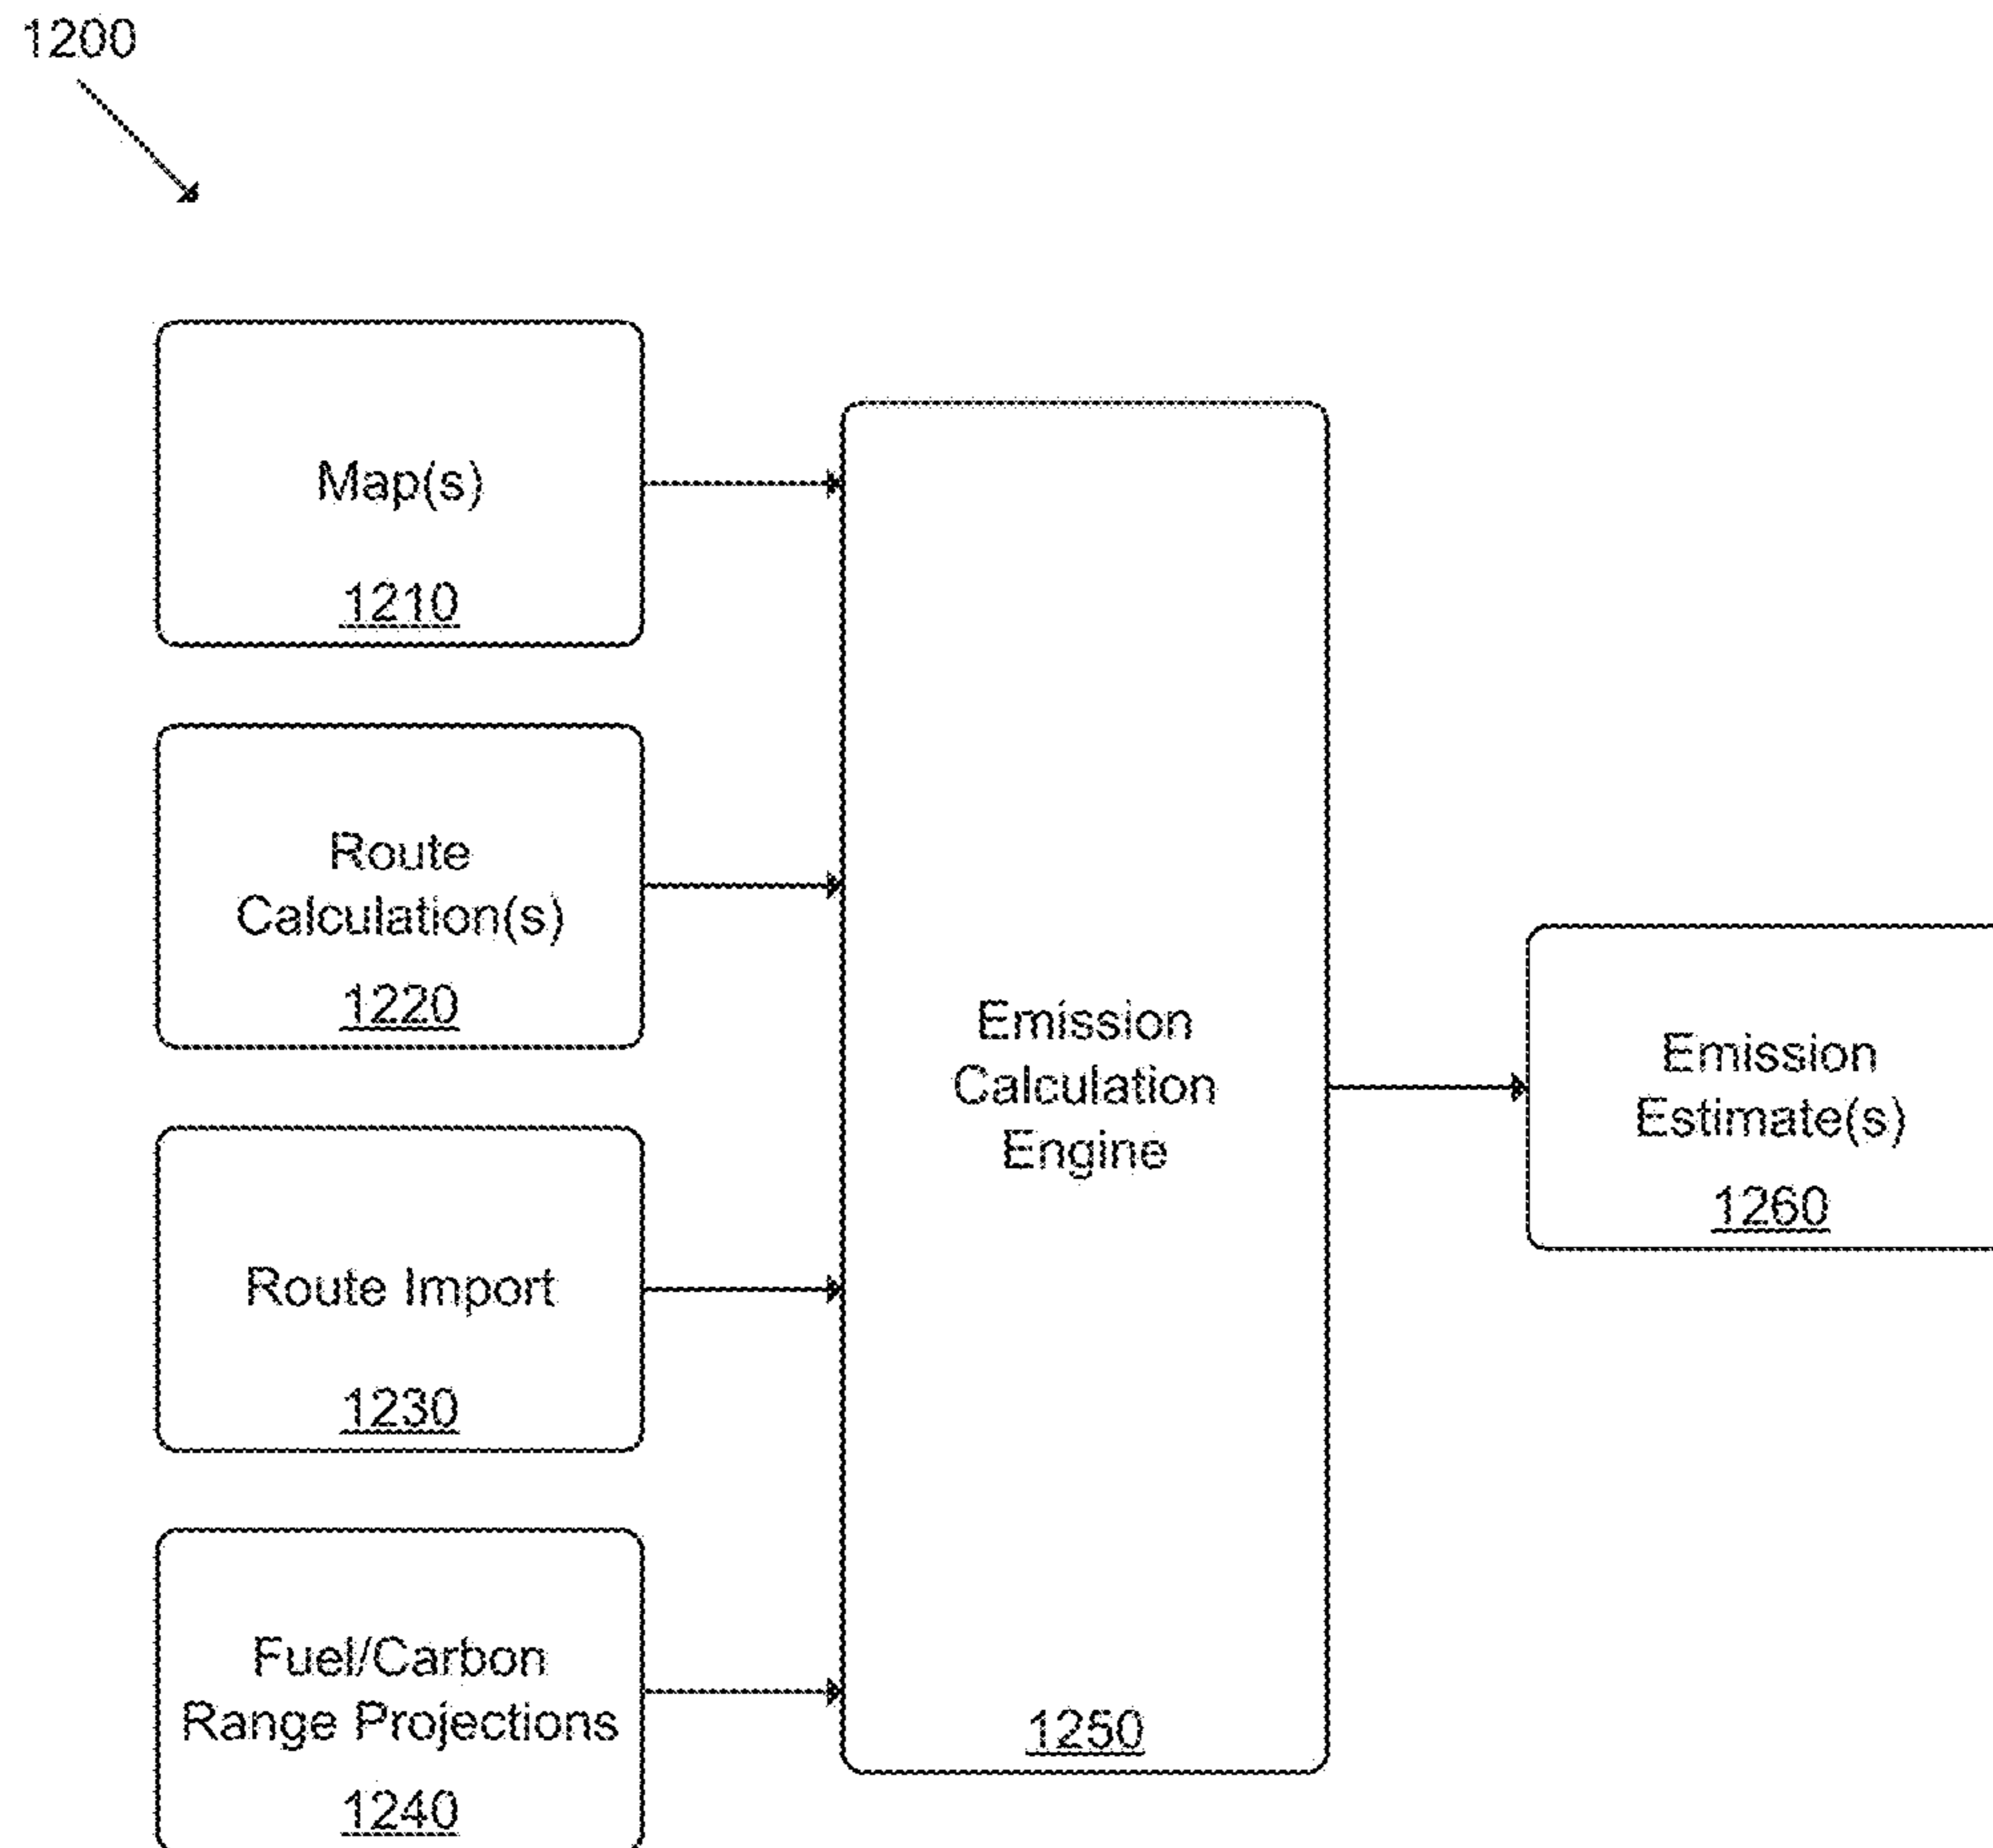 1200
Map(s)
1210
Route
Calculation(s)
1220
Route Import
1230
Fuel/Carbon
Range Projections
1240
Emission
Calculation
Engine
1250
Emission
Estimate(s)
1260